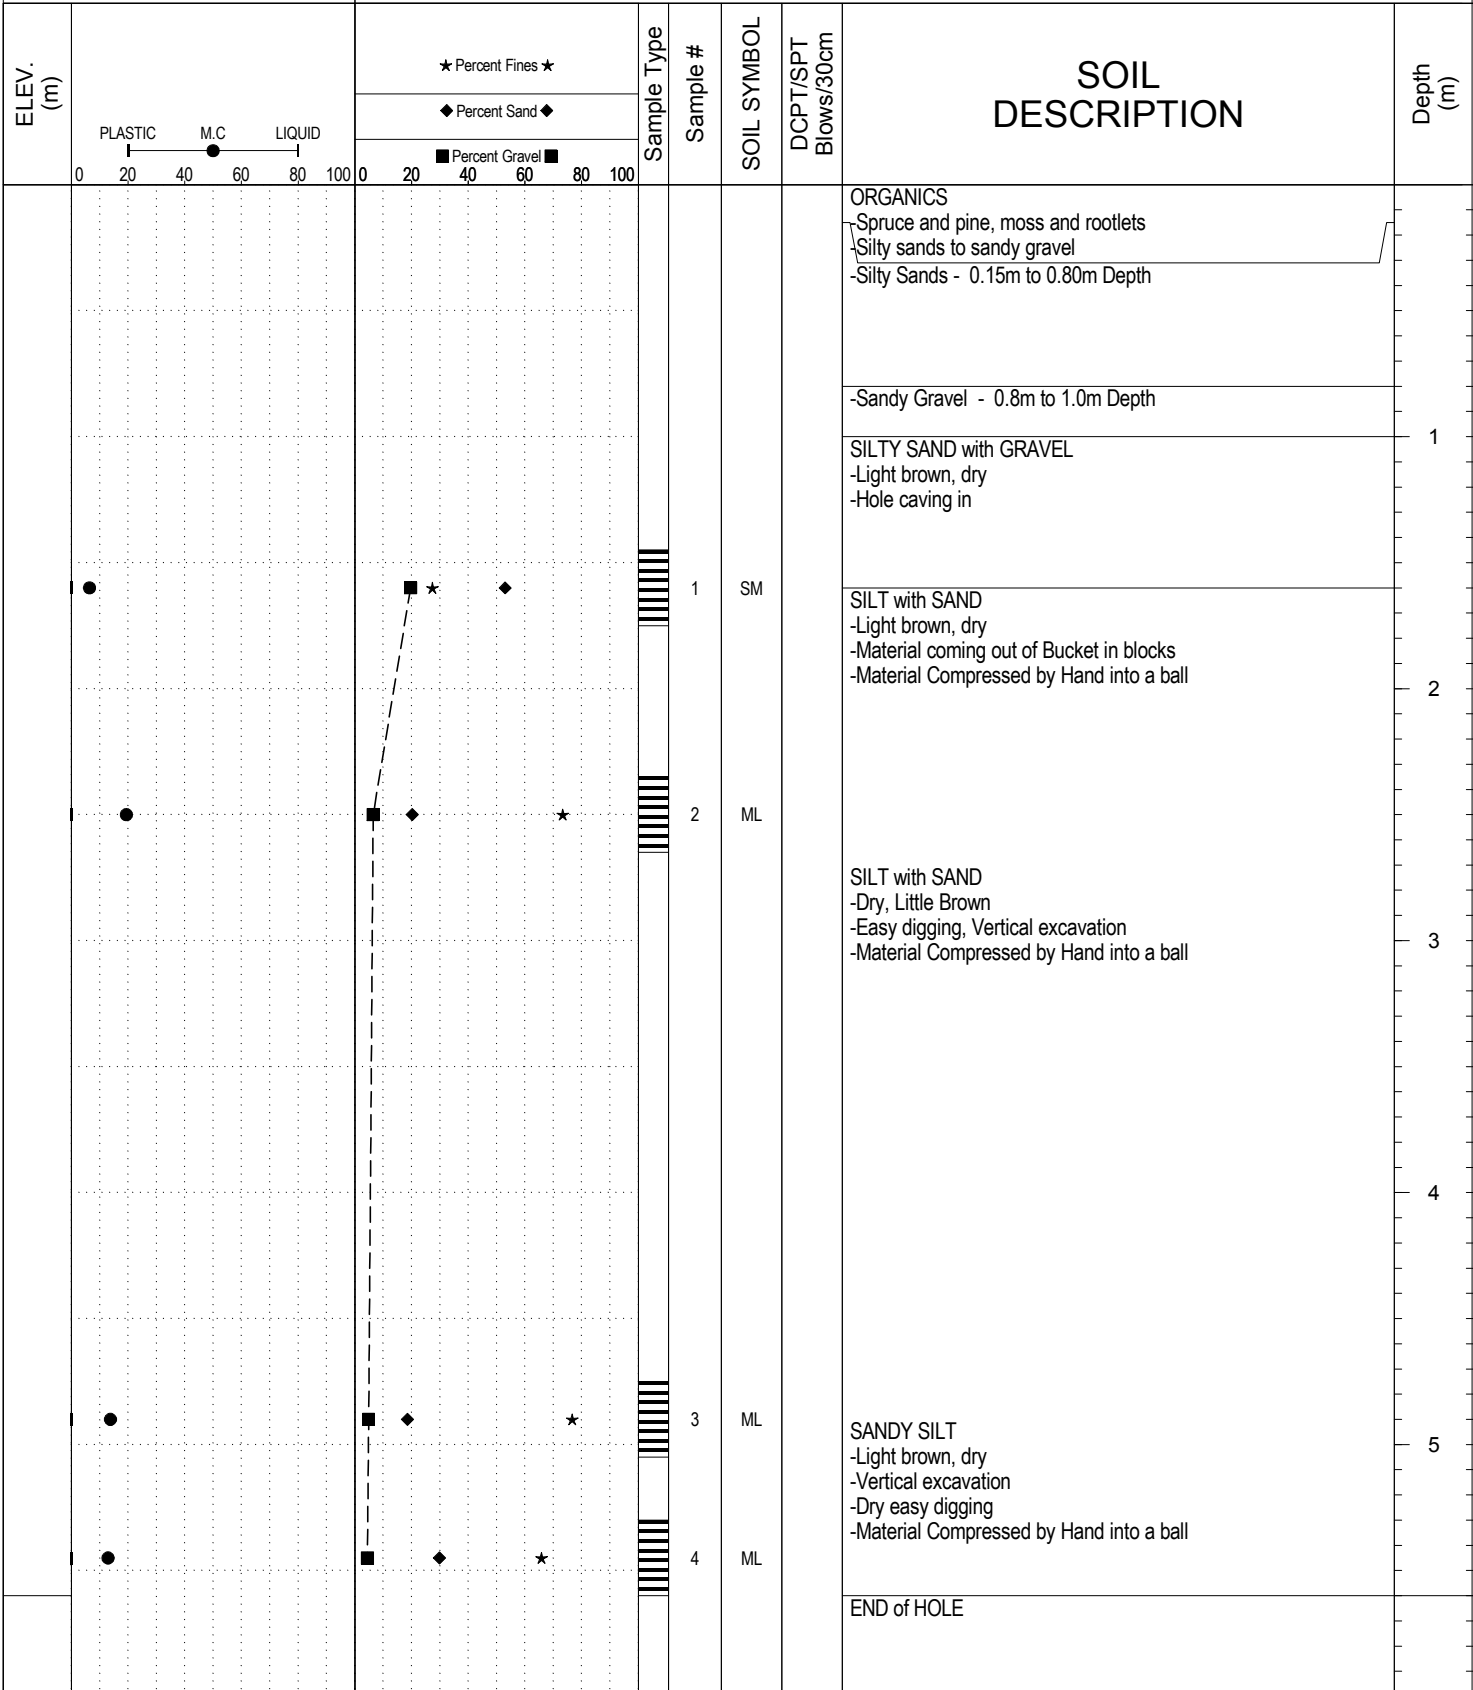 ELEV.
(m)
PLASTIC M.C LIQUID
0 20 40 60 80 100
★ Percent Fines ★
◆ Percent Sand ◆
■ Percent Gravel ■
0 20 40 60 80 100
Sample Type
Sample #
SOIL SYMBOL
DCPT/SPT
Blows/30cm
SOIL
DESCRIPTION
Depth
(m)
ORGANICS
-Spruce and pine, moss and rootlets
-Silty sands to sandy gravel
-Silty Sands - 0.15m to 0.80m Depth
-Sandy Gravel - 0.8m to 1.0m Depth
1
SILTY SAND with GRAVEL
-Light brown, dry
-Hole caving in
1 SM
SILT with SAND
-Light brown, dry
-Material coming out of Bucket in blocks
-Material Compressed by Hand into a ball
2
2 ML
SILT with SAND
-Dry, Little Brown
-Easy digging, Vertical excavation
-Material Compressed by Hand into a ball
3
4
3 ML
SANDY SILT
-Light brown, dry
-Vertical excavation
-Dry easy digging
-Material Compressed by Hand into a ball
5
4 ML
END of HOLE